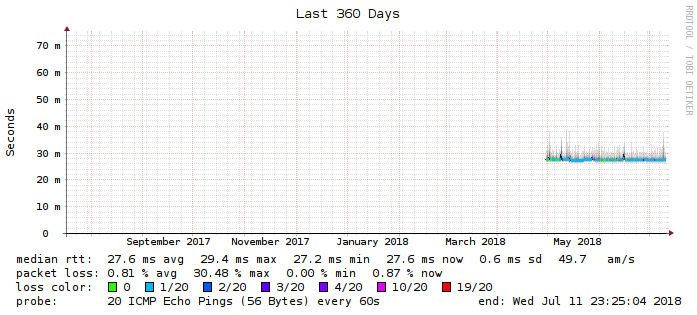 Last 360 Days
RRDTOOL / TOBI OETIKER
Seconds
70 m
60 m
50 m
40 m
30 m
20 m
10 m
0
September 2017 November 2017 January 2018 March 2018 May 2018
median rtt: 27.6 ms avg 29.4 ms max 27.2 ms min 27.6 ms now 0.6 ms sd 49.7 am/s
packet loss: 0.81 % avg 30.48 % max 0.00 % min 0.87 % now
loss color: 0 1/20 2/20 3/20 4/20 10/20 19/20
probe: 20 ICMP Echo Pings (56 Bytes) every 60s end: Wed Jul 11 23:25:04 2018